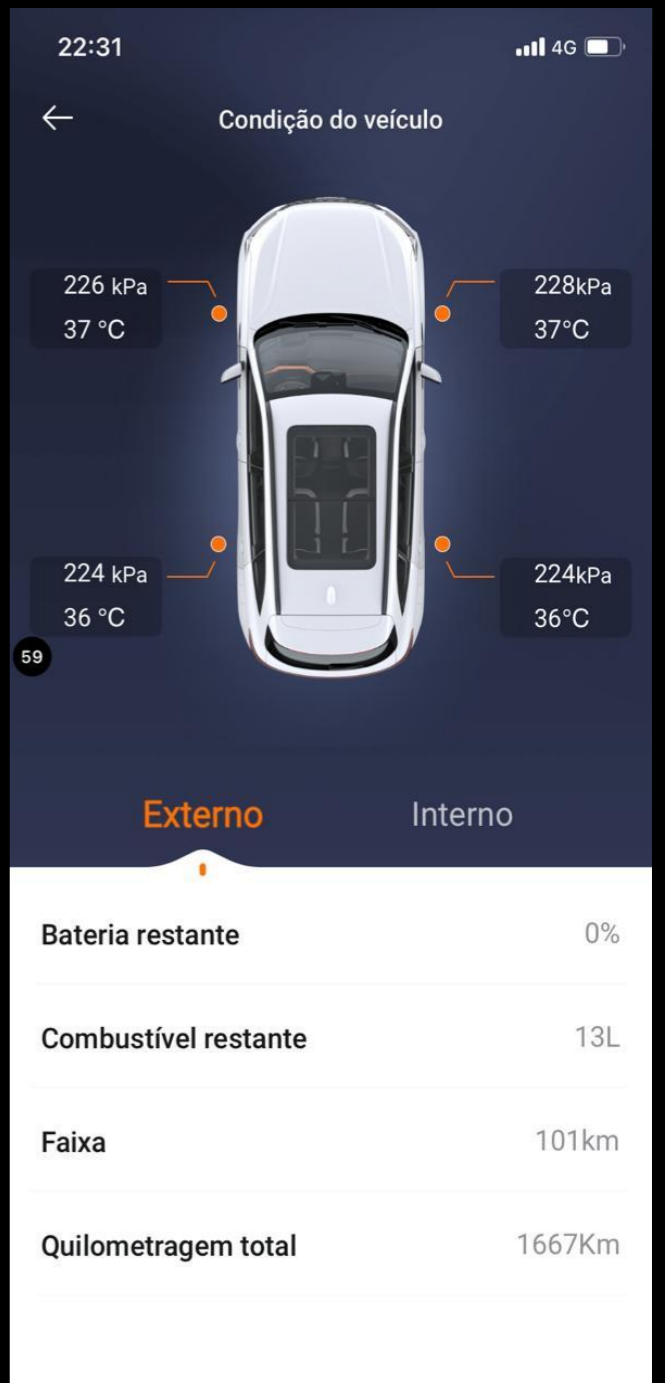 22:31 4G
Condição do veículo
226 kPa 228kPa
37 °C 37°C
224 kPa 224kPa
36 °C 36°C
59
Externo Interno
Bateria restante 0%
Combustível restante 13L
Faixa 101km
Quilometragem total 1667Km